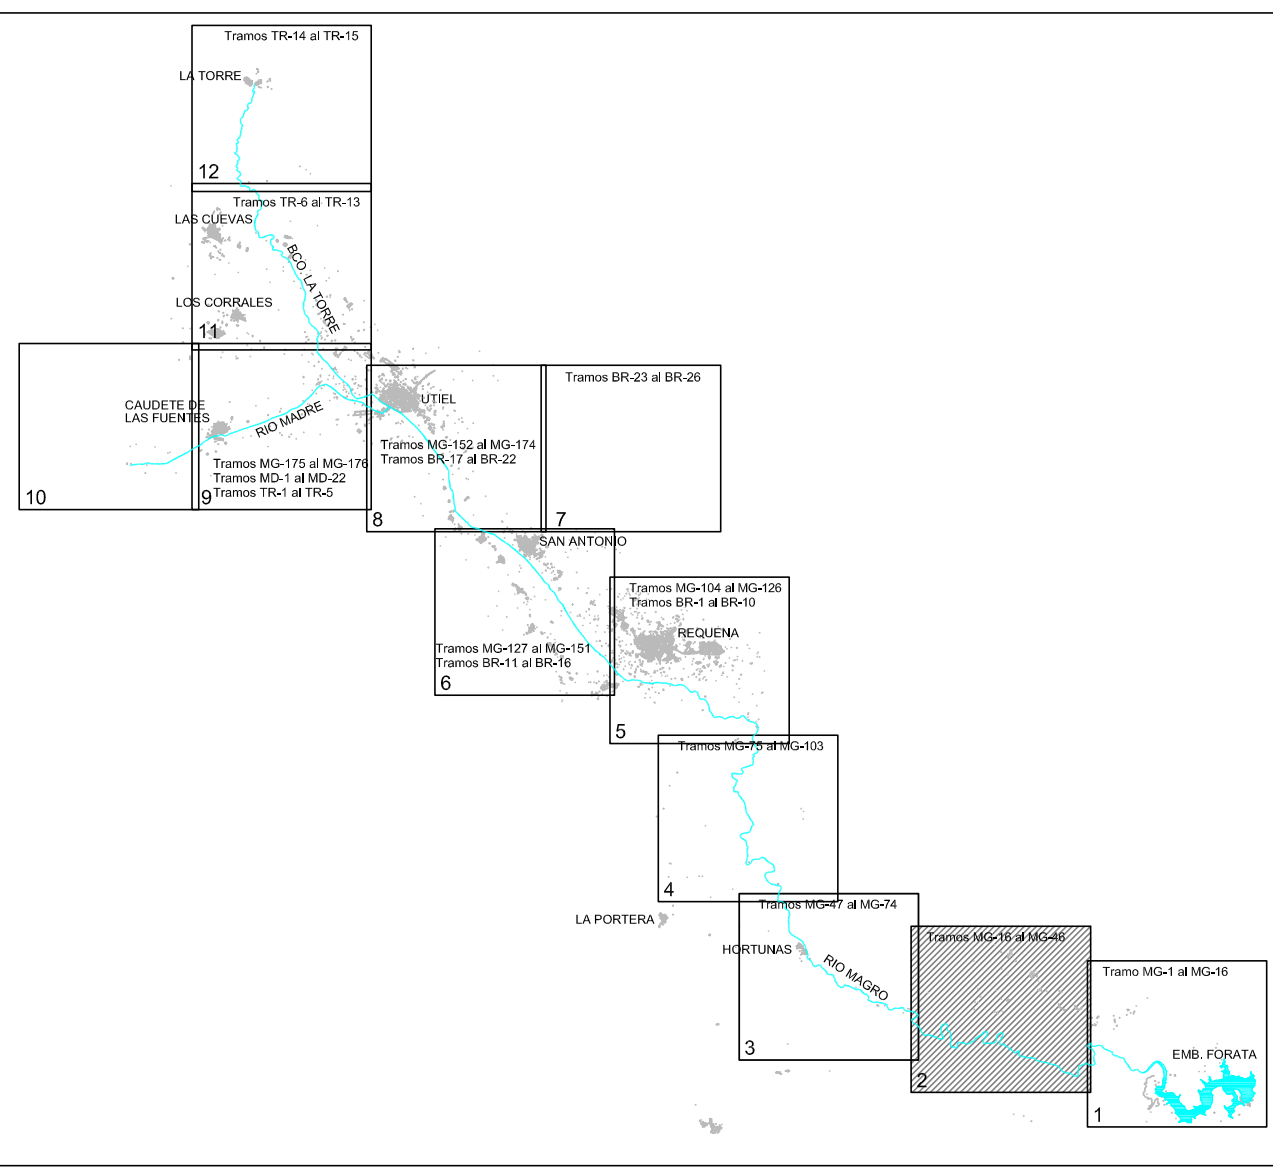 Tramos TR-14 al TR-15
LA TORRE
12
Tramos TR-6 al TR-13
LAS CUEVAS
BCO. LA TORRE
LOS CORRALES
11
Tramos BR-23 al BR-26
CAUDETE DE
LAS FUENTES
RIO MADRE
UTIEL
Tramos MG-152 al MG-174
Tramos BR-17 al BR-22
Tramos MG-175 al MG-176
Tramos MD-1 al MD-22
Tramos TR-1 al TR-5
10
9
8
7
SAN ANTONIO
Tramos MG-104 al MG-126
Tramos BR-1 al BR-10
REQUENA
Tramos MG-127 al MG-151
Tramos BR-11 al BR-16
6
5
Tramos MG-75 al MG-103
4
Tramos MG-47 al MG-74
LA PORTERA
HORTUNAS
RIO MAGRO
3
Tramos MG-16 al MG-46
2
Tramo MG-1 al MG-16
EMB. FORATA
1